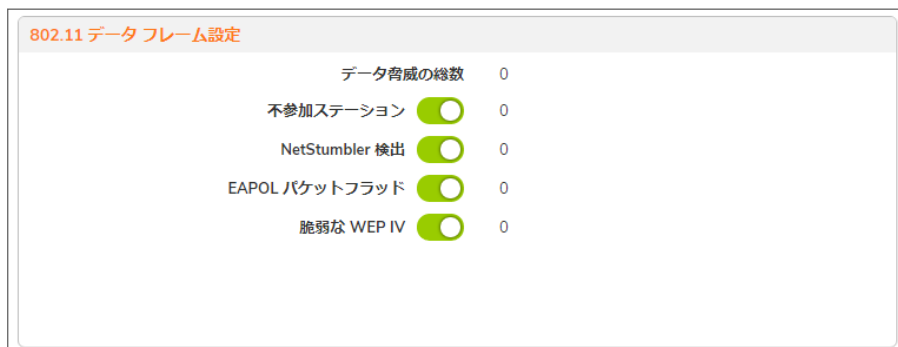 802.11 データ フレーム設定
データ脅威の総数 0
不参加ステーション 0
NetStumbler 検出 0
EAPOL パケットフラッド 0
脆弱な WEP IV 0